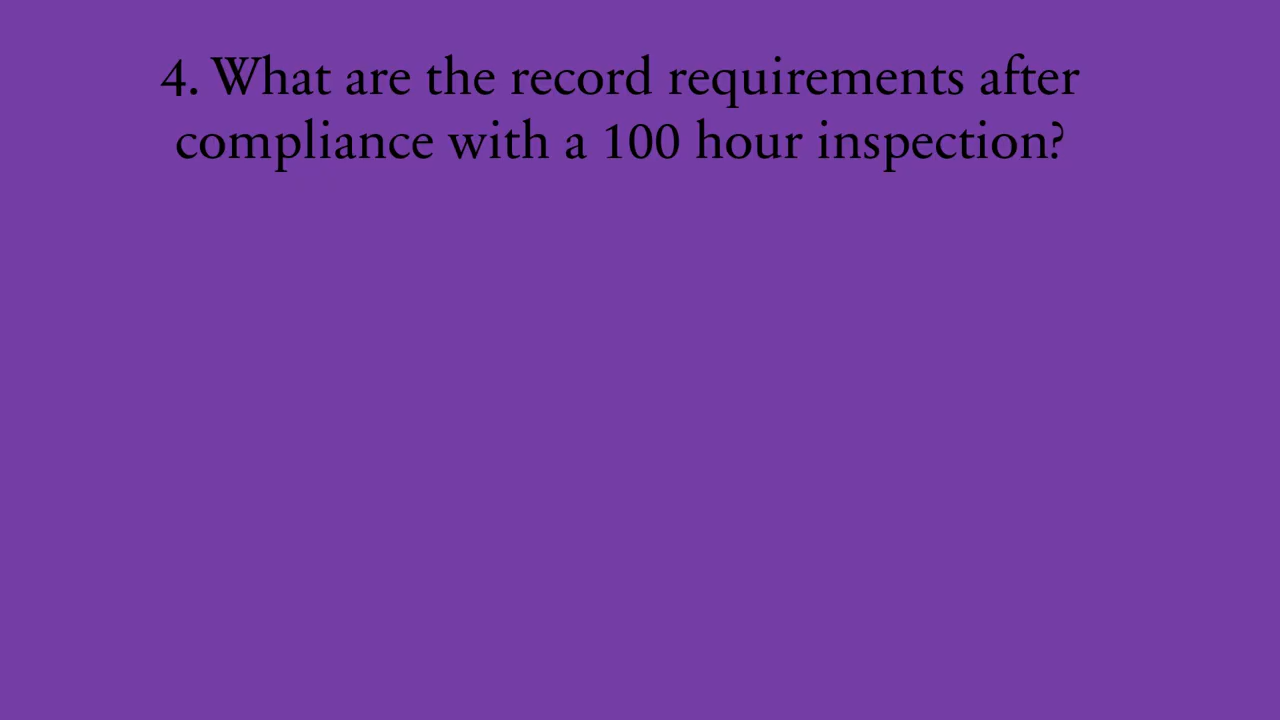 4. What are the record requirements after
compliance with a 100 hour inspection?